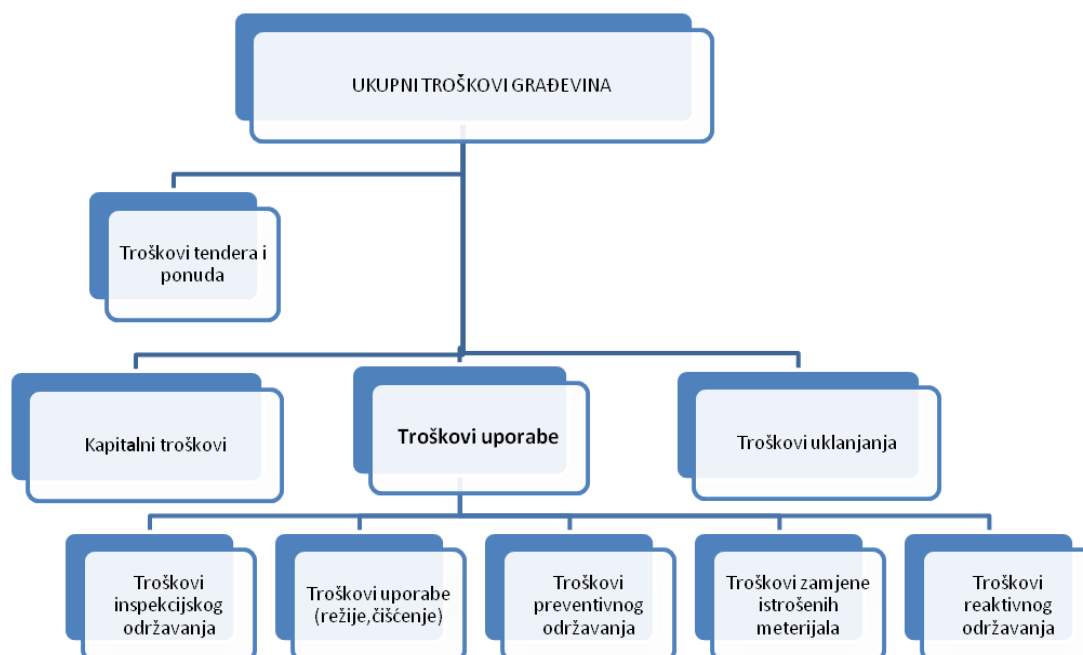 UKUPNI TROŠKOVI GRAĐEVINA
Troškovi tendera i
ponuda
Kapitalni troškovi
Troškovi uporabe
Troškovi uklanjanja
Troškovi
inspekcijskog
održavanja
Troškovi uporabe
(režije,čišćenje)
Troškovi
preventivnog
održavanja
Troškovi zamjene
istrošenih
meterijala
Troškovi
reaktivnog
održavanja